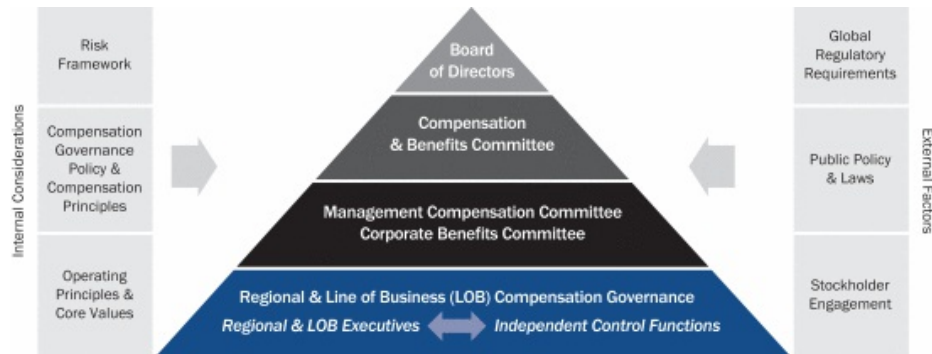 Internal Considerations
Risk
Framework
Compensation
Governance
Policy &
Compensation
Principles
Operating
Principles &
Core Values
Board
of Directors
Compensation
& Benefits Committee
Management Compensation Committee
Corporate Benefits Committee
Regional & Line of Business (LOB) Compensation Governance
Regional & LOB Executives
Independent Control Functions
Global
Regulatory
Requirements
Public Policy
& Laws
Stockholder
Engagement
External Factors